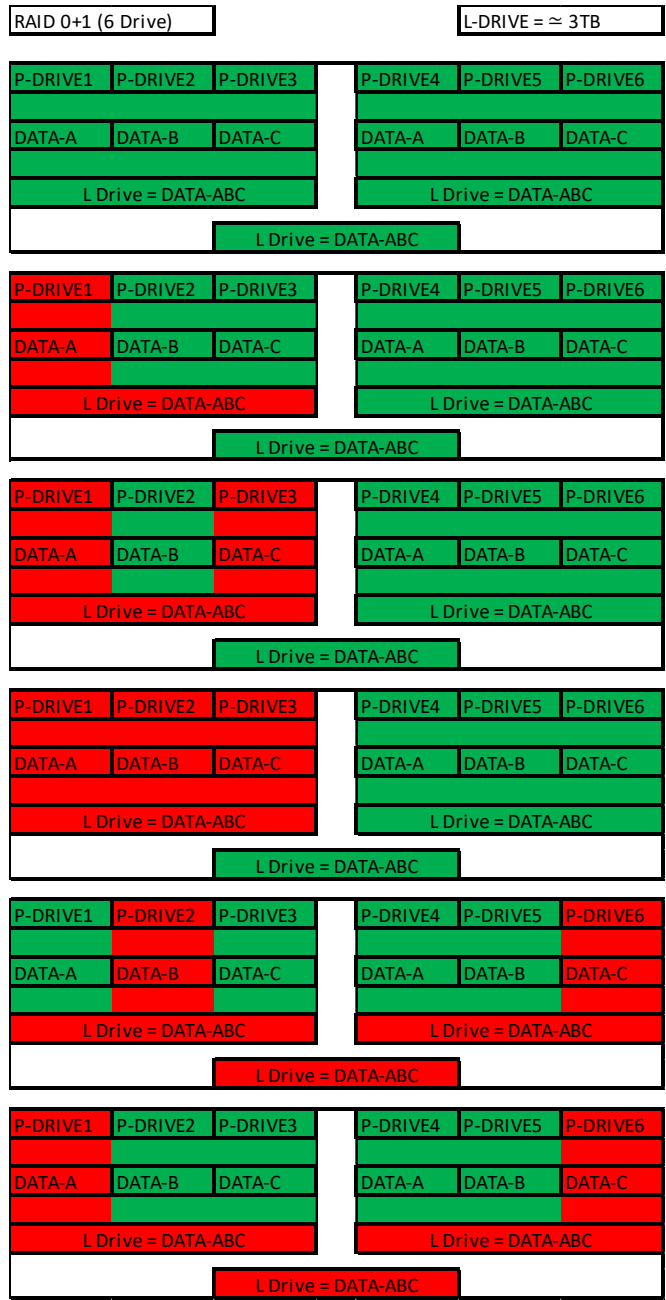 RAID 0+1 (6 Drive) L-DRIVE = ≃ 3TB
P-DRIVE1 P-DRIVE2 P-DRIVE3 P-DRIVE4 P-DRIVE5 P-DRIVE6
DATA-A DATA-B DATA-C DATA-A DATA-B DATA-C
L Drive = DATA-ABC L Drive = DATA-ABC
L Drive = DATA-ABC
P-DRIVE1 P-DRIVE2 P-DRIVE3 P-DRIVE4 P-DRIVE5 P-DRIVE6
DATA-A DATA-B DATA-C DATA-A DATA-B DATA-C
L Drive = DATA-ABC L Drive = DATA-ABC
L Drive = DATA-ABC
P-DRIVE1 P-DRIVE2 P-DRIVE3 P-DRIVE4 P-DRIVE5 P-DRIVE6
DATA-A DATA-B DATA-C DATA-A DATA-B DATA-C
L Drive = DATA-ABC L Drive = DATA-ABC
L Drive = DATA-ABC
P-DRIVE1 P-DRIVE2 P-DRIVE3 P-DRIVE4 P-DRIVE5 P-DRIVE6
DATA-A DATA-B DATA-C DATA-A DATA-B DATA-C
L Drive = DATA-ABC L Drive = DATA-ABC
L Drive = DATA-ABC
P-DRIVE1 P-DRIVE2 P-DRIVE3 P-DRIVE4 P-DRIVE5 P-DRIVE6
DATA-A DATA-B DATA-C DATA-A DATA-B DATA-C
L Drive = DATA-ABC L Drive = DATA-ABC
L Drive = DATA-ABC
P-DRIVE1 P-DRIVE2 P-DRIVE3 P-DRIVE4 P-DRIVE5 P-DRIVE6
DATA-A DATA-B DATA-C DATA-A DATA-B DATA-C
L Drive = DATA-ABC L Drive = DATA-ABC
L Drive = DATA-ABC